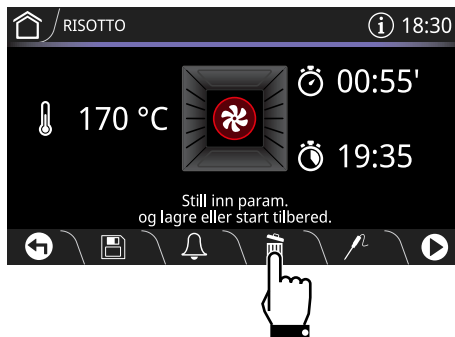 RISOTTO
18:30
170 °C
00:55'
19:35
Still inn param.
og lagre eller start tilbered.